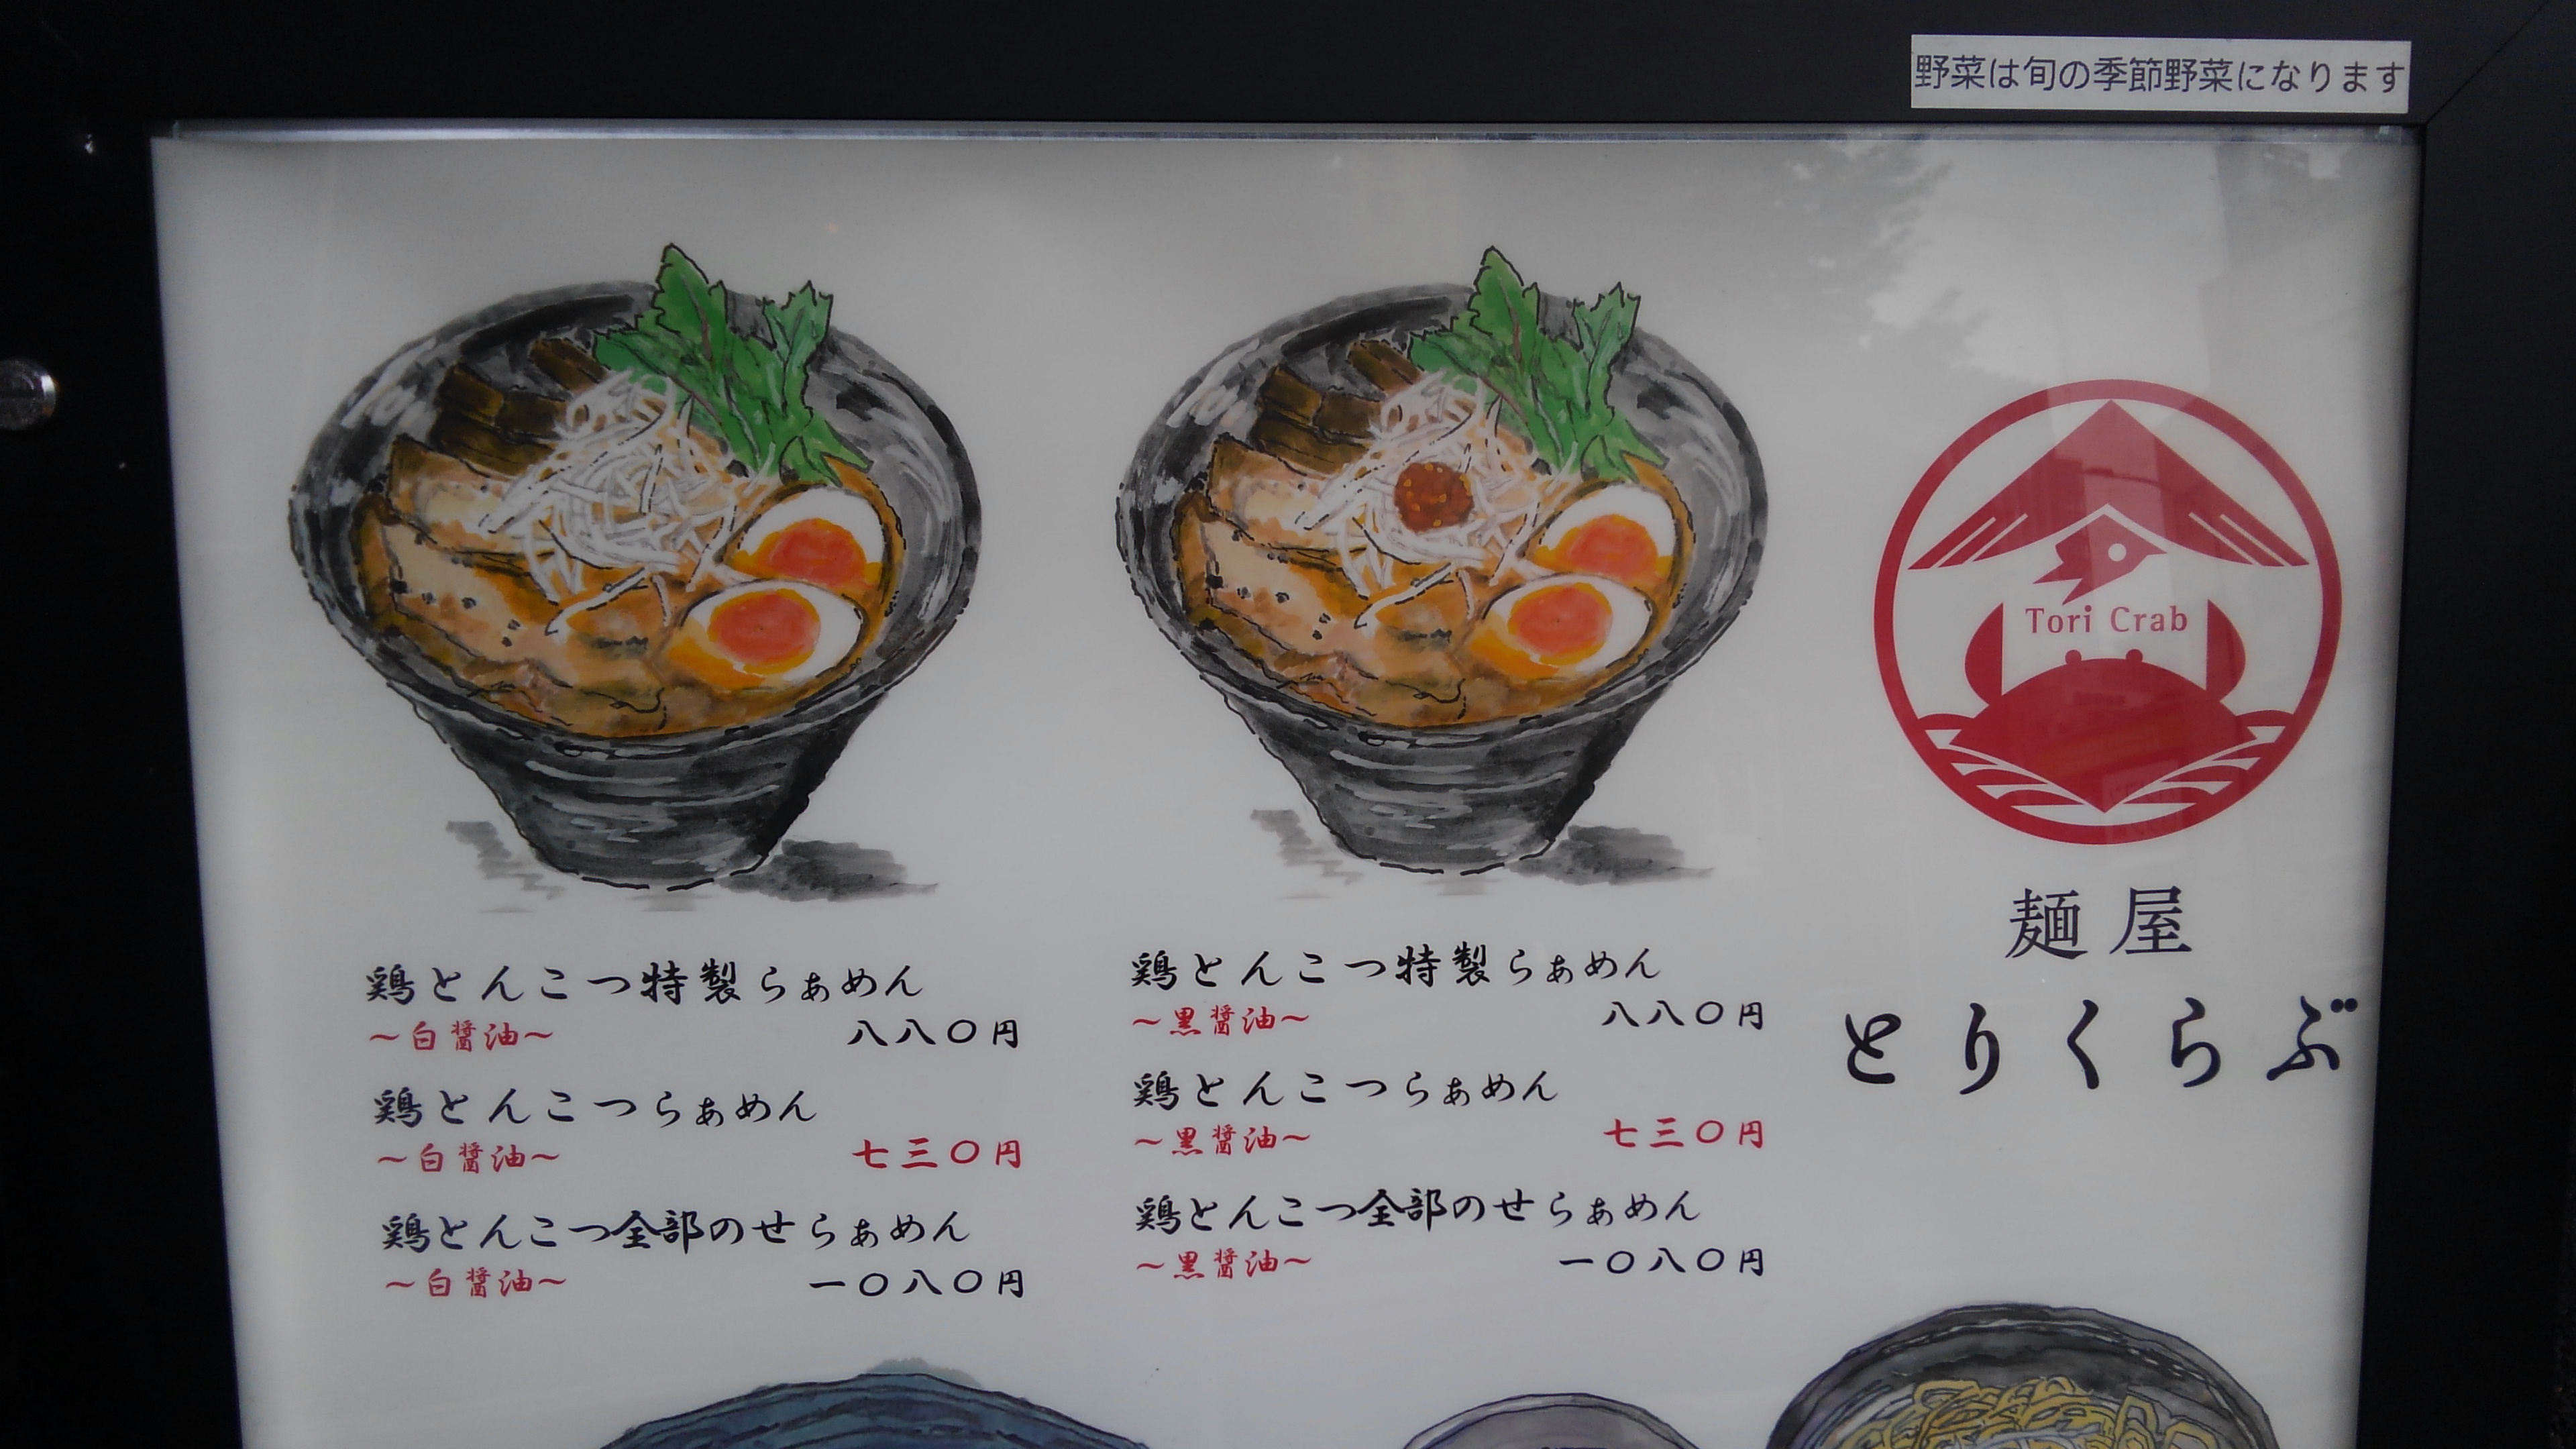 野菜は旬の季節野菜になります
Tori Crab
麺屋
とりくらぶ
鶏とんこつ特製らぁめん
～白醤油～ 八八〇円
鶏とんこつらぁめん
～白醤油～ 七三〇円
鶏とんこつ全部のせらぁめん
～白醤油～ 一〇八〇円
鶏とんこつ特製らぁめん
～黒醤油～ 八八〇円
鶏とんこつらぁめん
～黒醤油～ 七三〇円
鶏とんこつ全部のせらぁめん
～黒醤油～ 一〇八〇円